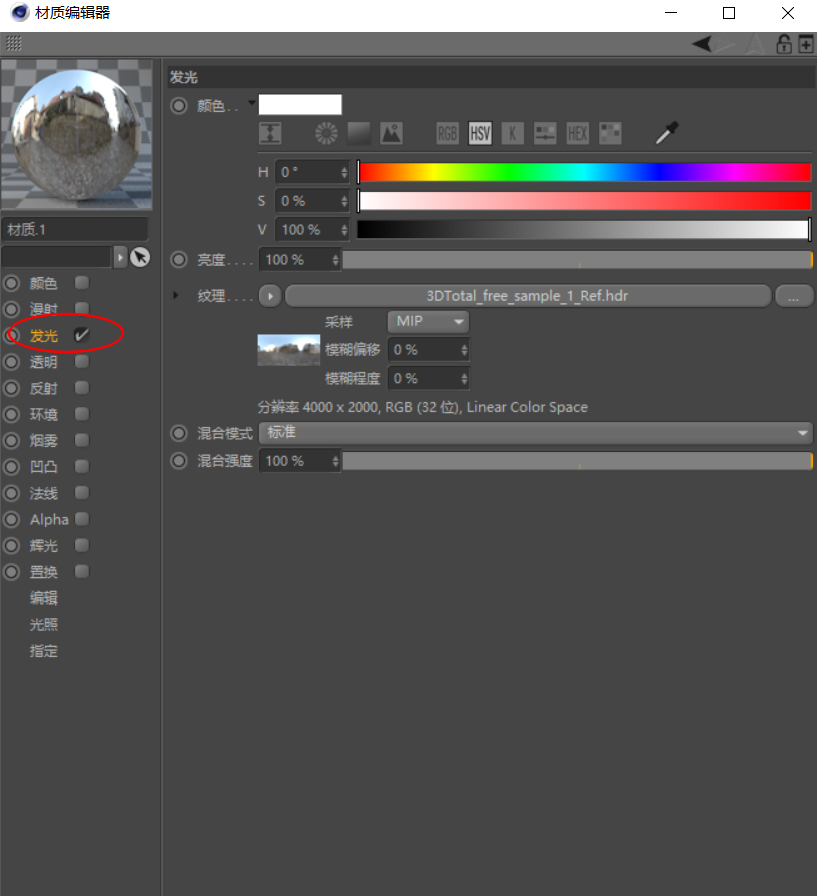 材质编辑器
发光
颜色 . .
RGB HSV K HEX
H 0 °
S 0 %
V 100 %
亮度 . . . . 100 %
纹理 . . . . 3DTotal_free_sample_1_Ref.hdr ...
采样 MIP
模糊偏移 0 %
模糊程度 0 %
分辨率 4000 x 2000, RGB (32 位), Linear Color Space
混合模式 标准
混合强度 100 %
材质.1
颜色
漫射
发光
透明
反射
环境
烟雾
凹凸
法线
Alpha
辉光
置换
编辑
光照
指定